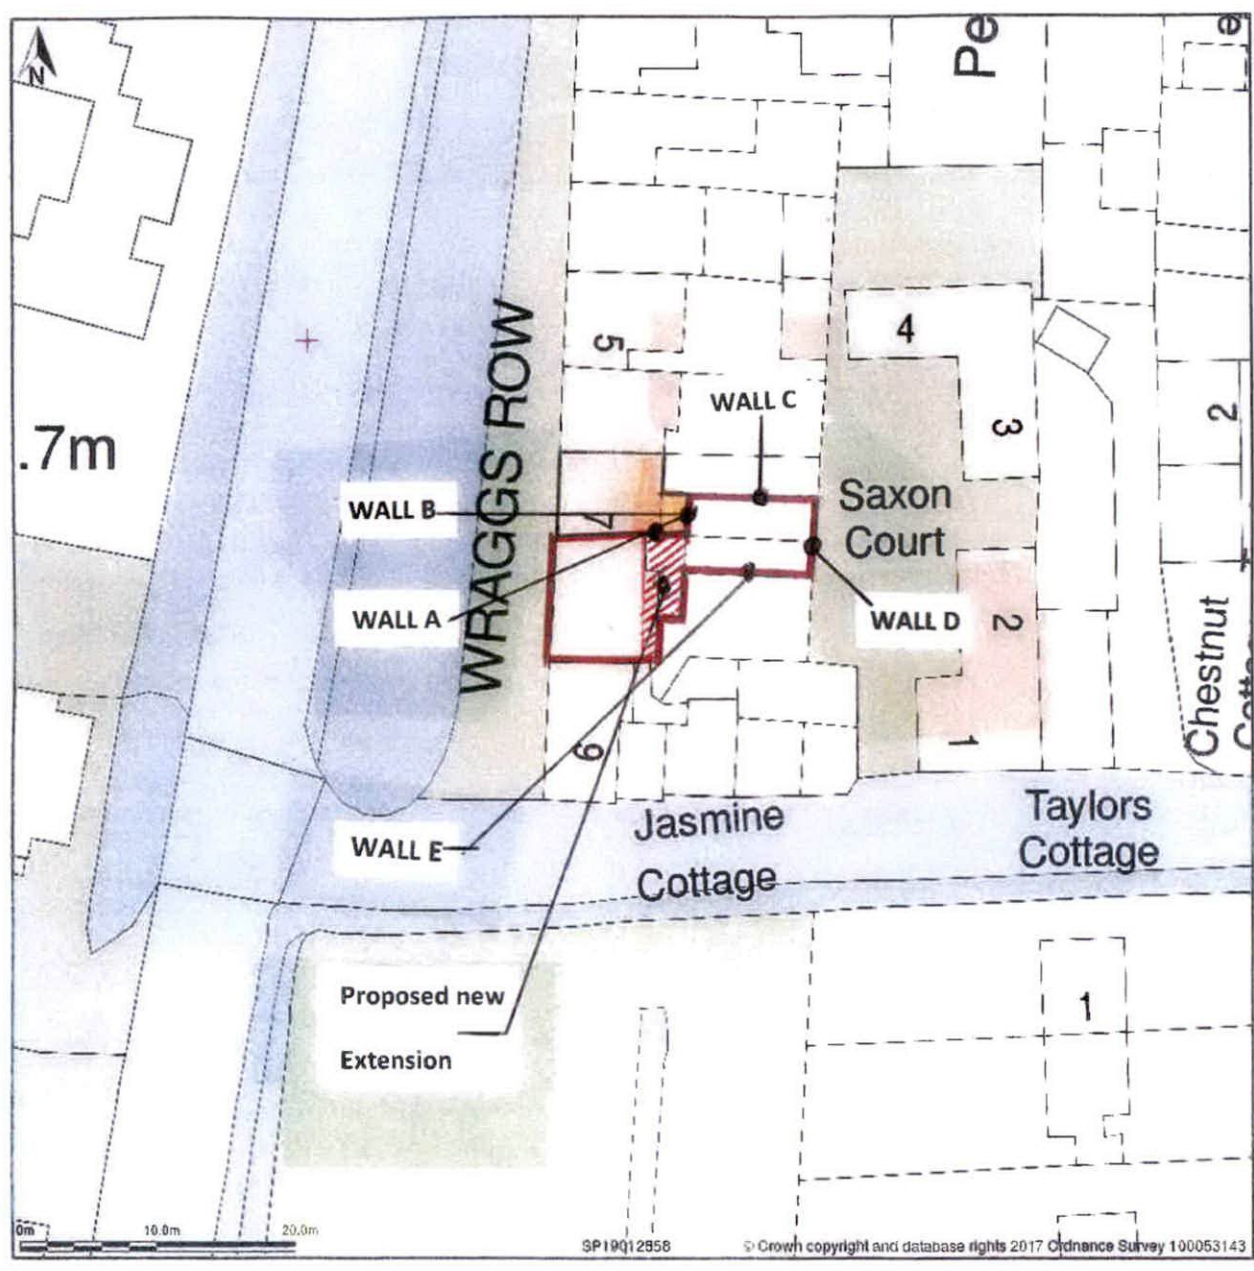 N
Pe
e
WRAGGS ROW
5
4
3
2
.7m
WALL C
WALL B
7
Saxon
Court
WALL A
WALL D
2
Chestnut
9
1
WALL E
Jasmine
Cottage
Taylors
Cottage
Proposed new
Extension
1
0m 10.0m 20.0m
© Crown copyright and database rights 2017 Ordnance Survey 100053143